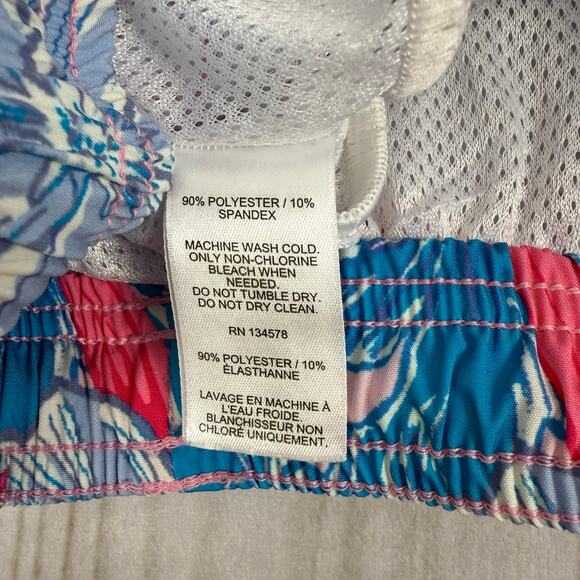 90% POLYESTER / 10%
SPANDEX
MACHINE WASH COLD.
ONLY NON-CHLORINE
BLEACH WHEN
NEEDED.
DO NOT TUMBLE DRY.
DO NOT DRY CLEAN.
RN 134578
90% POLYESTER / 10%
ÉLASTHANNE
LAVAGE EN MACHINE À
L'EAU FROIDE.
BLANCHISSEUR NON
CHLORÉ UNIQUEMENT.